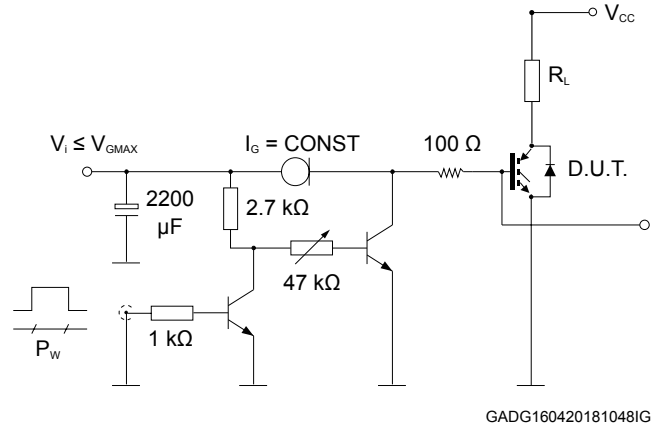 V_CC
R_L
V_i ≤ V_GMAX
I_G = CONST
100 Ω
D.U.T.
2200
μF
2.7 kΩ
47 kΩ
1 kΩ
P_W
GADG160420181048IG